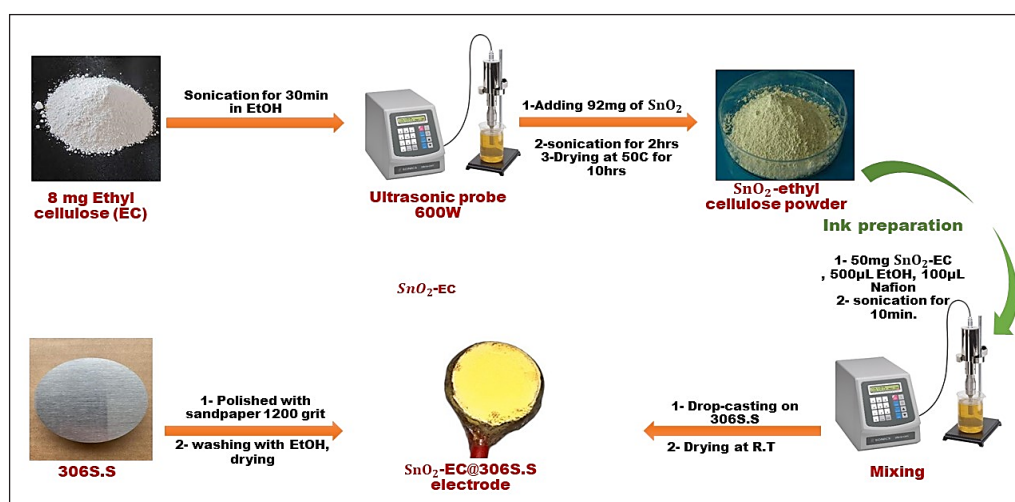 Sonication for 30min
in EtOH
8 mg Ethyl
cellulose (EC)
Ultrasonic probe
600W
1-Adding 92mg of SnO₂
2-sonication for 2hrs
3-Drying at 50C for
10hrs
SnO₂-ethyl
cellulose powder
Ink preparation
1- 50mg SnO₂-EC
, 500µL EtOH, 100µL
Nafion
2- sonication for
10min.
SnO₂-EC
306S.S
1- Polished with
sandpaper 1200 grit
2- washing with EtOH,
drying
SnO₂-EC@306S.S
electrode
1- Drop-casting on
306S.S
2- Drying at R.T
Mixing